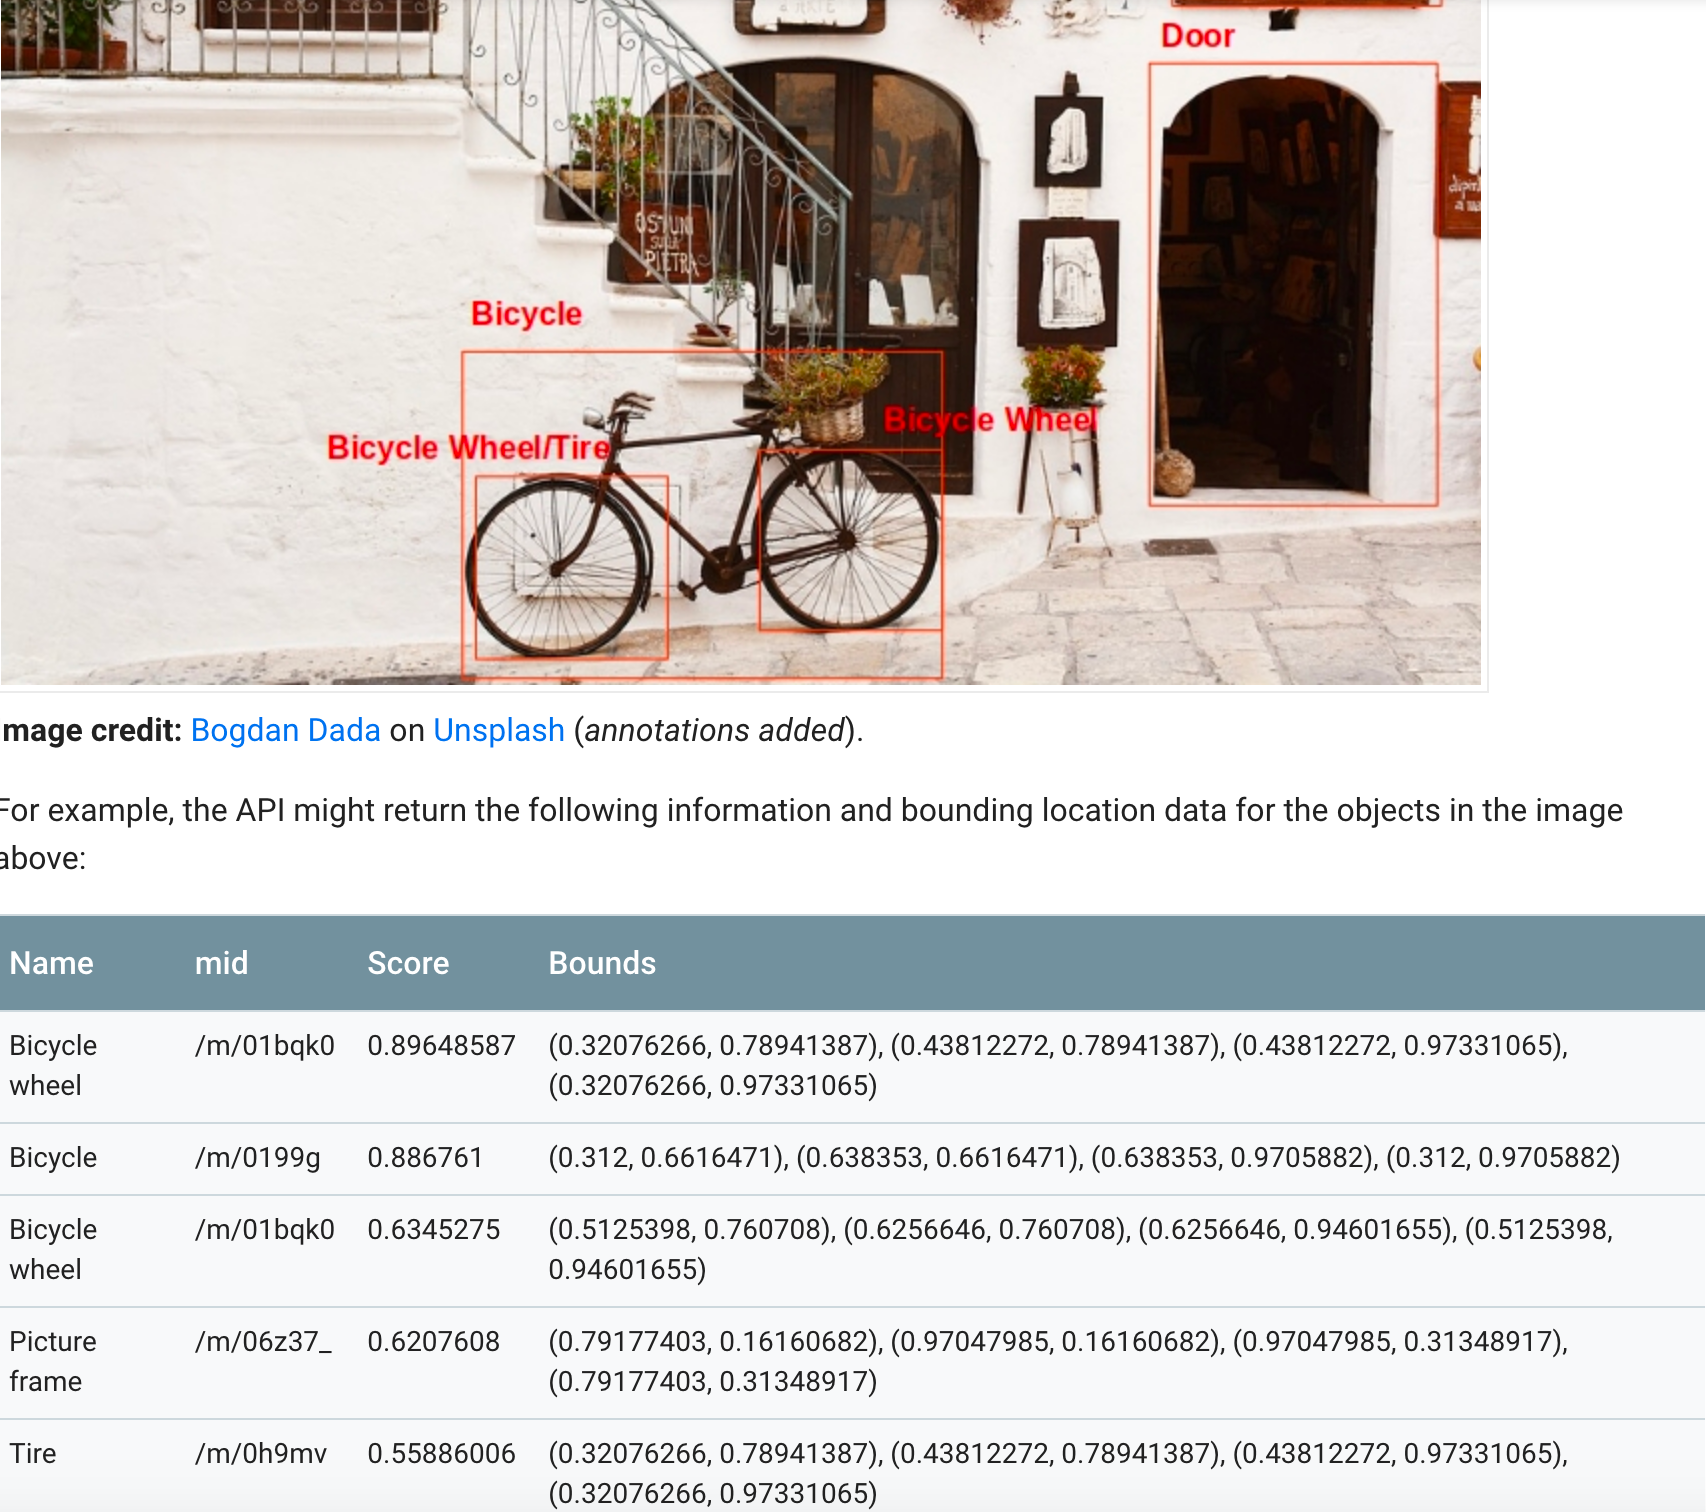 Door
OSTUNI
SULLA
PIETRA
Bicycle
Bicycle Wheel
Bicycle Wheel/Tire
mage credit: Bogdan Dada on Unsplash (annotations added).
For example, the API might return the following information and bounding location data for the objects in the image
above:
Name mid Score Bounds
Bicycle wheel /m/01bqk0 0.89648587 (0.32076266, 0.78941387), (0.43812272, 0.78941387), (0.43812272, 0.97331065),
(0.32076266, 0.97331065)
Bicycle /m/0199g 0.886761 (0.312, 0.6616471), (0.638353, 0.6616471), (0.638353, 0.9705882), (0.312, 0.9705882)
Bicycle wheel /m/01bqk0 0.6345275 (0.5125398, 0.760708), (0.6256646, 0.760708), (0.6256646, 0.94601655), (0.5125398,
0.94601655)
Picture frame /m/06z37_ 0.6207608 (0.79177403, 0.16160682), (0.97047985, 0.16160682), (0.97047985, 0.31348917),
(0.79177403, 0.31348917)
Tire /m/0h9mv 0.55886006 (0.32076266, 0.78941387), (0.43812272, 0.78941387), (0.43812272, 0.97331065),
(0.32076266, 0.97331065)